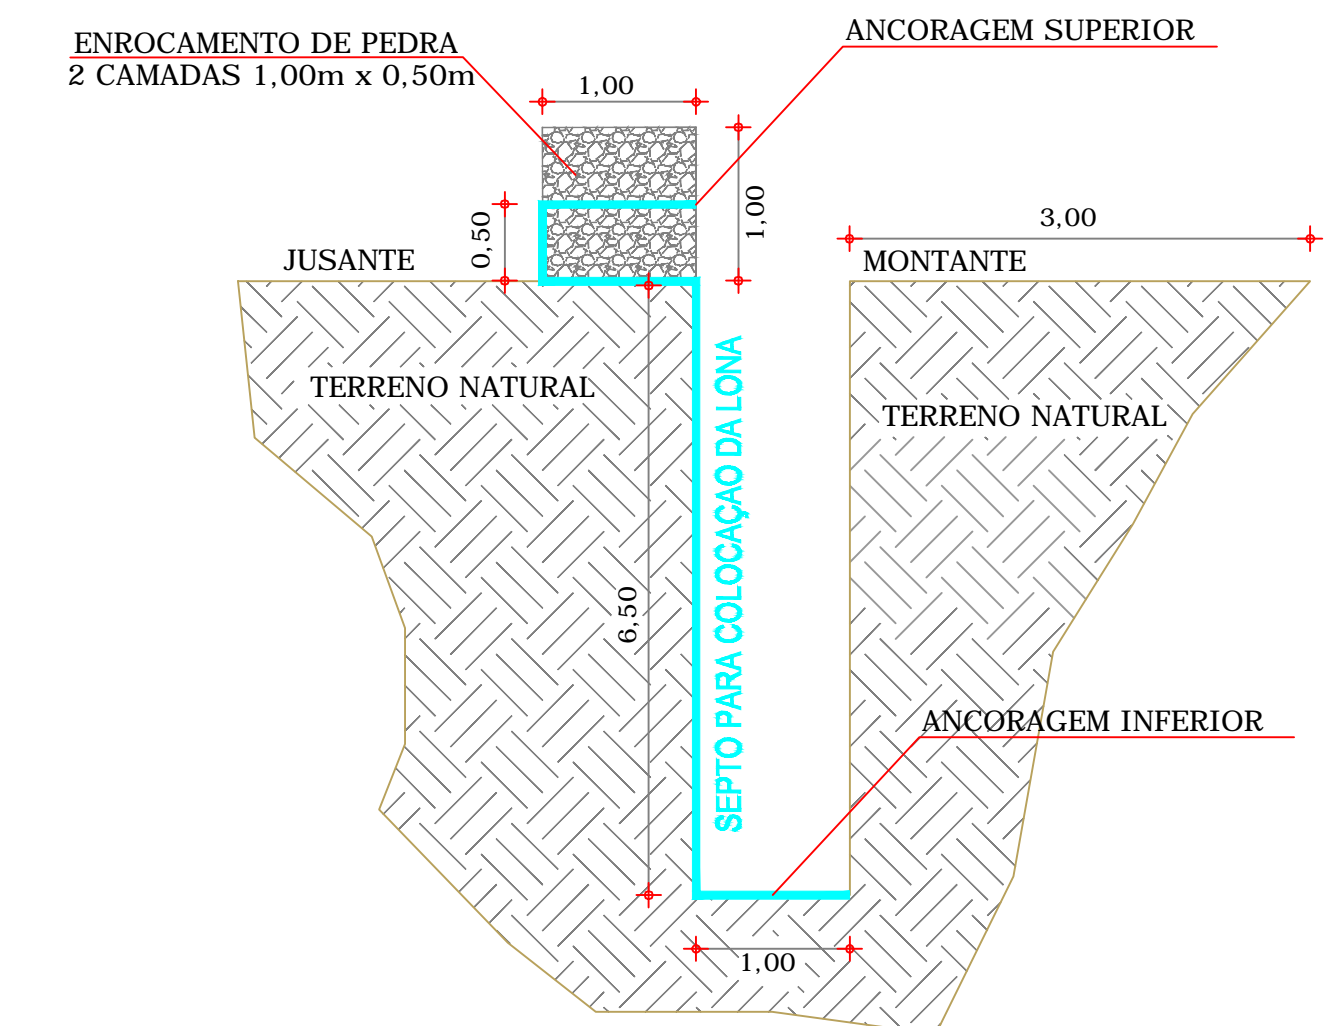 ENROCAMENTO DE PEDRA
2 CAMADAS 1,00m x 0,50m
ANCORAGEM SUPERIOR
1,00
1,00
0,50
3,00
JUSANTE
MONTANTE
TERRENO NATURAL
TERRENO NATURAL
SEPTO PARA COLOCAÇAO DA LONA
6,50
ANCORAGEM INFERIOR
1,00